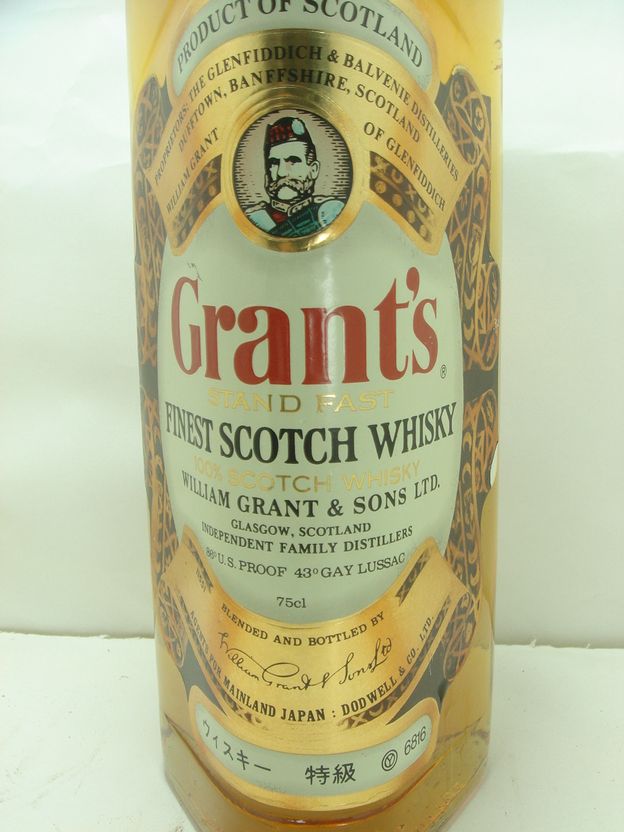 PRODUCT OF SCOTLAND
PROPRIETORS: THE GLENFIDDICH & BALVENIE DISTILLERIES
DUFFTOWN, BANFFSHIRE, SCOTLAND
WILLIAM GRANT
OF GLENFIDDICH
Grant's
®
STAND FAST
FINEST SCOTCH WHISKY
100% SCOTCH WHISKY
WILLIAM GRANT & SONS LTD.
GLASGOW, SCOTLAND
INDEPENDENT FAMILY DISTILLERS
86° U.S. PROOF 43° GAY LUSSAC
75cl
BLENDED AND BOTTLED BY
William Grant & Sons Ltd
AGENTS FOR MAINLAND JAPAN : DODWELL & CO. LTD.
ウィスキー 特級 Ⓨ 6816